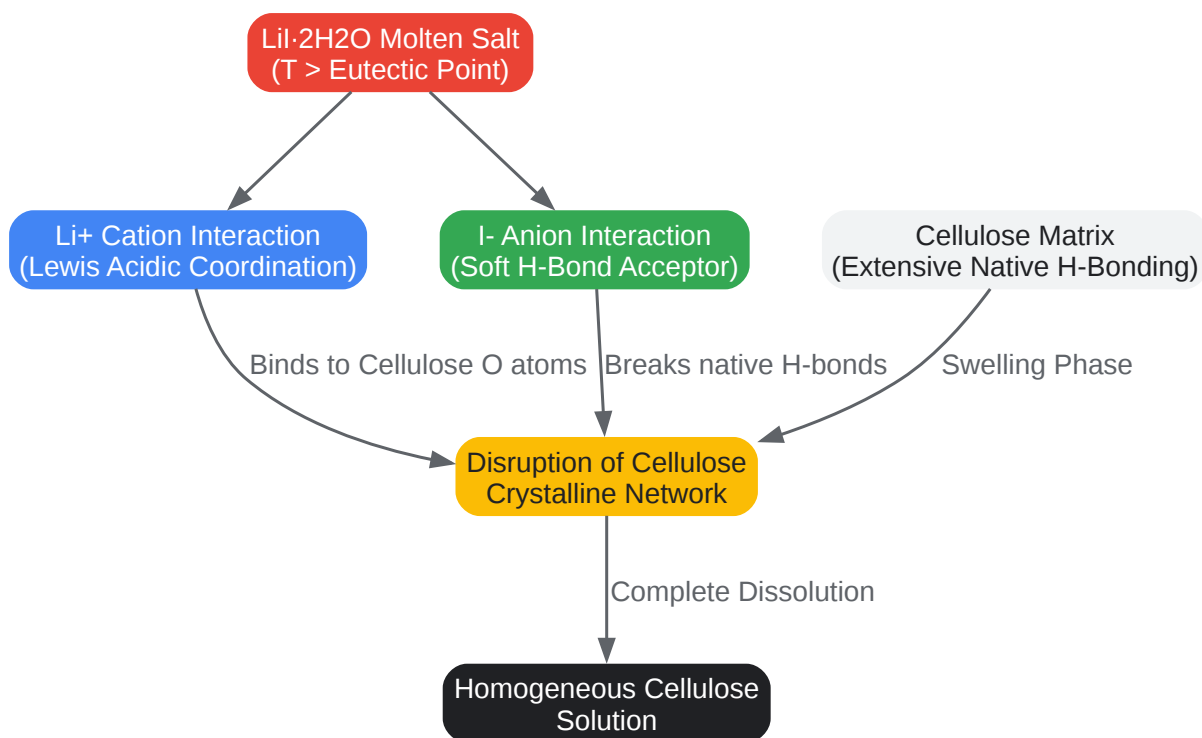 LiI·2H2O Molten Salt
(T > Eutectic Point)
Li+ Cation Interaction
(Lewis Acidic Coordination)
I- Anion Interaction
(Soft H-Bond Acceptor)
Cellulose Matrix
(Extensive Native H-Bonding)
Binds to Cellulose O atoms
Breaks native H-bonds
Swelling Phase
Disruption of Cellulose
Crystalline Network
Complete Dissolution
Homogeneous Cellulose
Solution